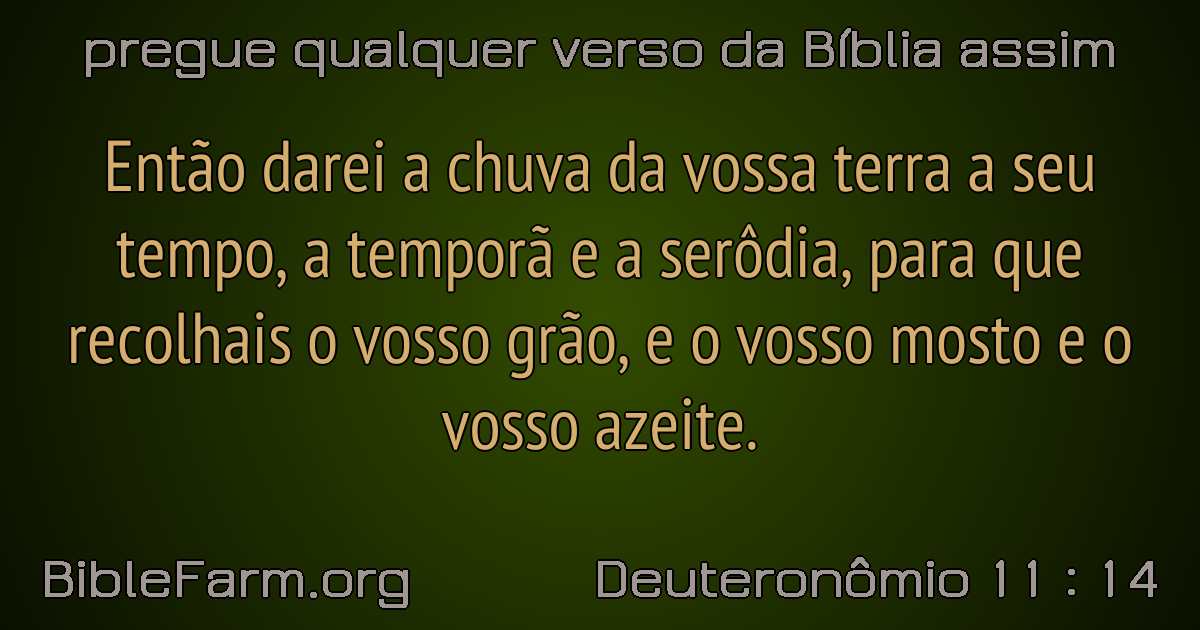 pregue qualquer verso da Bíblia assim
Então darei a chuva da vossa terra a seu
tempo, a temporã e a serôdia, para que
recolhais o vosso grão, e o vosso mosto e o
vosso azeite.
BibleFarm.org
Deuteronômio 11 : 14